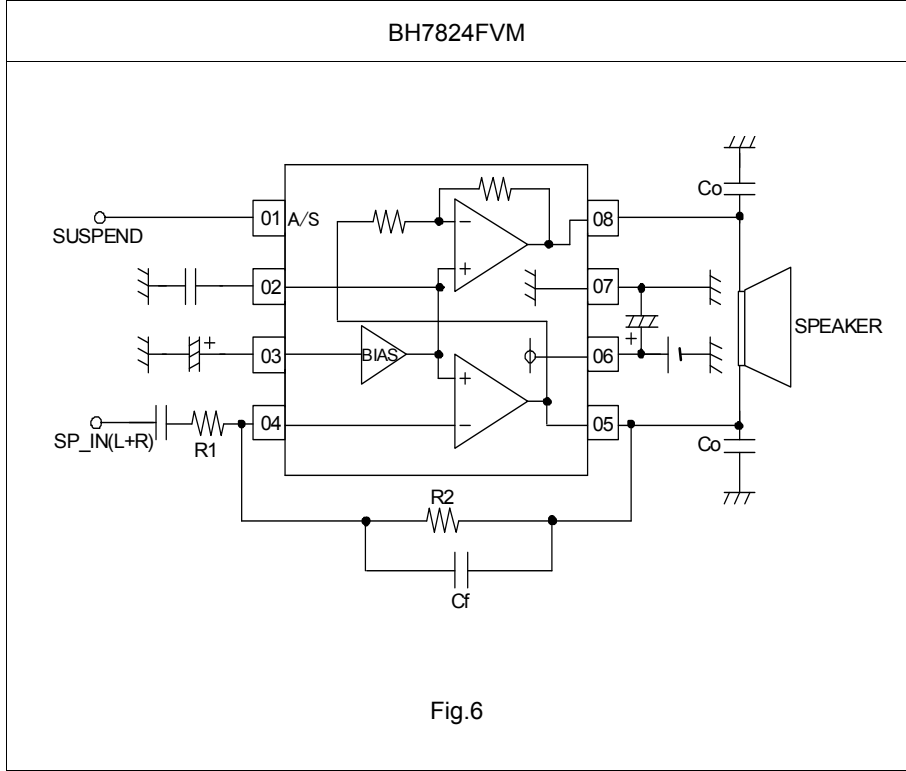 BH7824FVM
Co
01 A/S
08
SUSPEND
−
+
02
07
SPEAKER
+
03
BIAS
+
06
+
SP_IN(L+R)
R1
04
−
05
Co
R2
Cf
Fig.6